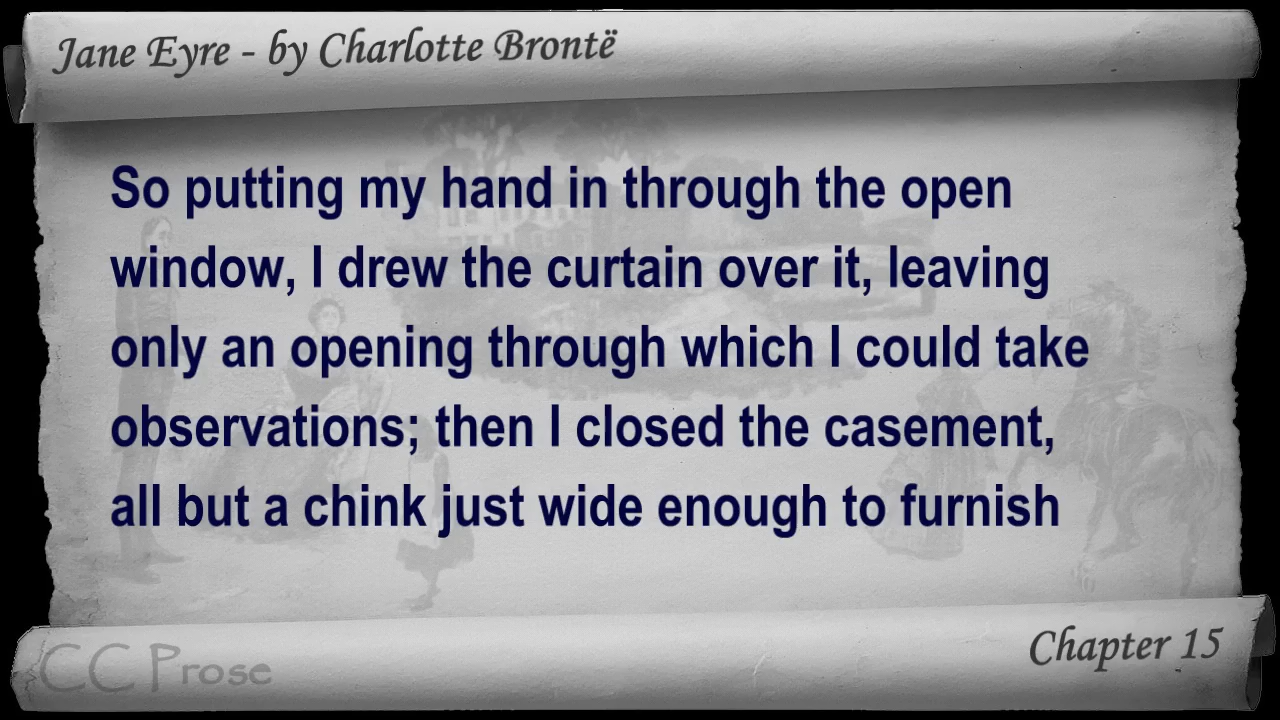 Jane Eyre - by Charlotte Brontë
So putting my hand in through the open
window, I drew the curtain over it, leaving
only an opening through which I could take
observations; then I closed the casement,
all but a chink just wide enough to furnish
CC Prose
Chapter 15